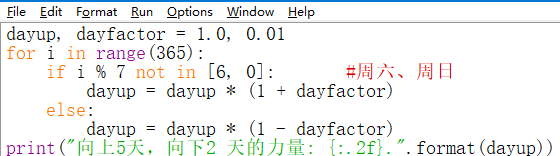 File Edit Format Run Options Window Help
dayup, dayfactor = 1.0, 0.01
for i in range(365):
    if i % 7 not in [6, 0]:        #周六、周日
        dayup = dayup * (1 + dayfactor)
    else:
        dayup = dayup * (1 - dayfactor)
print("向上5天，向下2 天的力量: {:.2f}.".format(dayup))